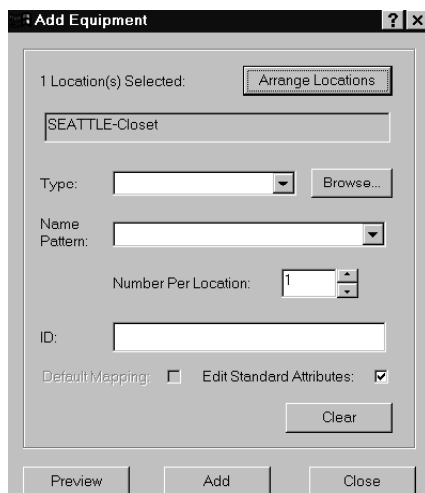 Add Equipment
1 Location(s) Selected: Arrange Locations
SEATTLE-Closet
Type: Browse...
Name
Pattern:
Number Per Location: 1
ID:
Default Mapping: Edit Standard Attributes:
Clear
Preview Add Close